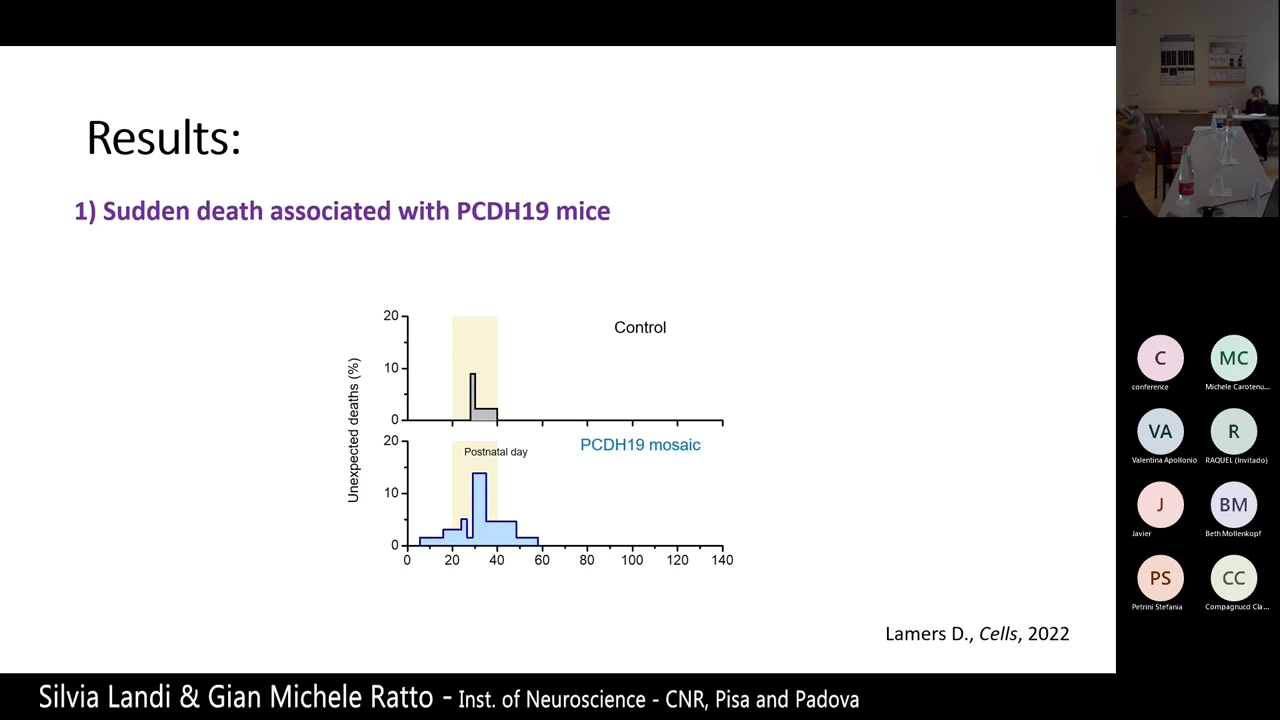 Results:
1) Sudden death associated with PCDH19 mice
Unexpected deaths (%)
20
10
0
Control
20
10
0
Postnatal day
PCDH19 mosaic
0 20 40 60 80 100 120 140
Lamers D., Cells, 2022
Silvia Landi & Gian Michele Ratto - Inst. of Neuroscience - CNR, Pisa and Padova
C
conference
MC
Michele Carotenu...
VA
Valentina Apollonio
R
RAQUEL (Invitado)
J
Javier
BM
Beth Mollenkopf
PS
Petrini Stefania
CC
Compagnucci Cla...